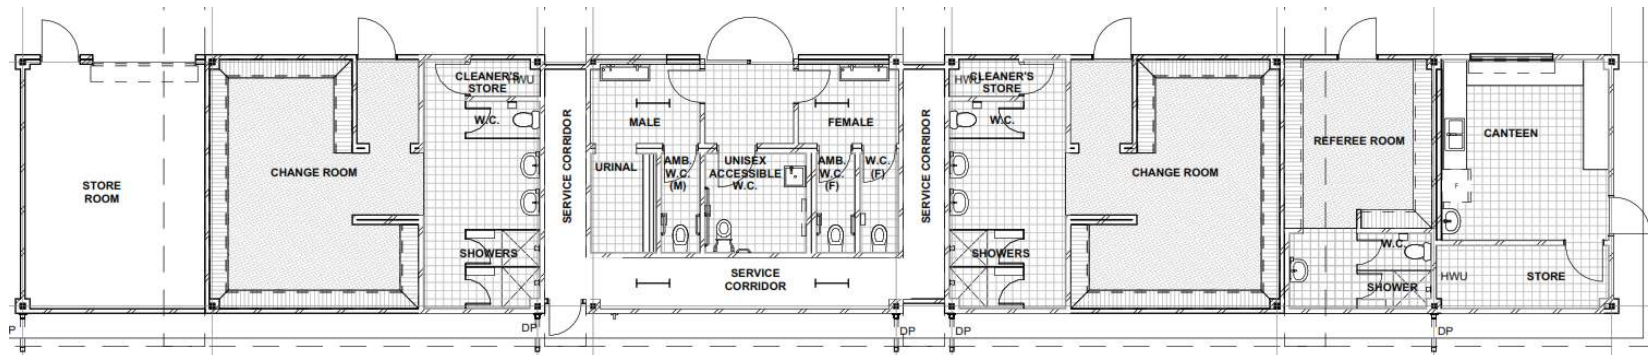 STORE
ROOM
CHANGE ROOM
CLEANER'S
STORE
HWU
W.C.
SHOWERS
SERVICE CORRIDOR
MALE
URINAL
AMB.
W.C.
(M)
UNISEX
ACCESSIBLE
W.C.
FEMALE
AMB.
W.C.
(F)
W.C.
(F)
SERVICE
CORRIDOR
SERVICE CORRIDOR
HWU
CLEANER'S
STORE
W.C.
SHOWERS
CHANGE ROOM
REFEREE ROOM
W.C.
SHOWER
CANTEEN
F
HWU
STORE
P
DP
DP
DP
DP